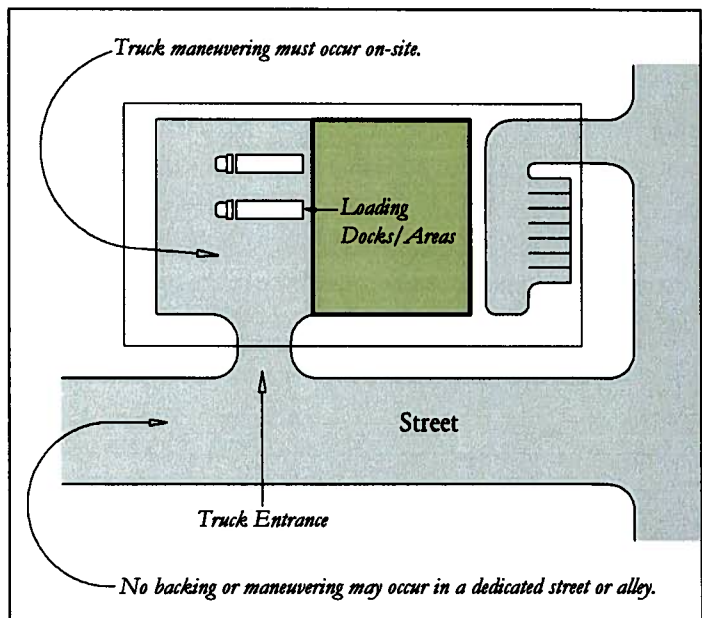 Truck maneuvering must occur on-site.
Loading
Docks/Areas
Street
Truck Entrance
No backing or maneuvering may occur in a dedicated street or alley.